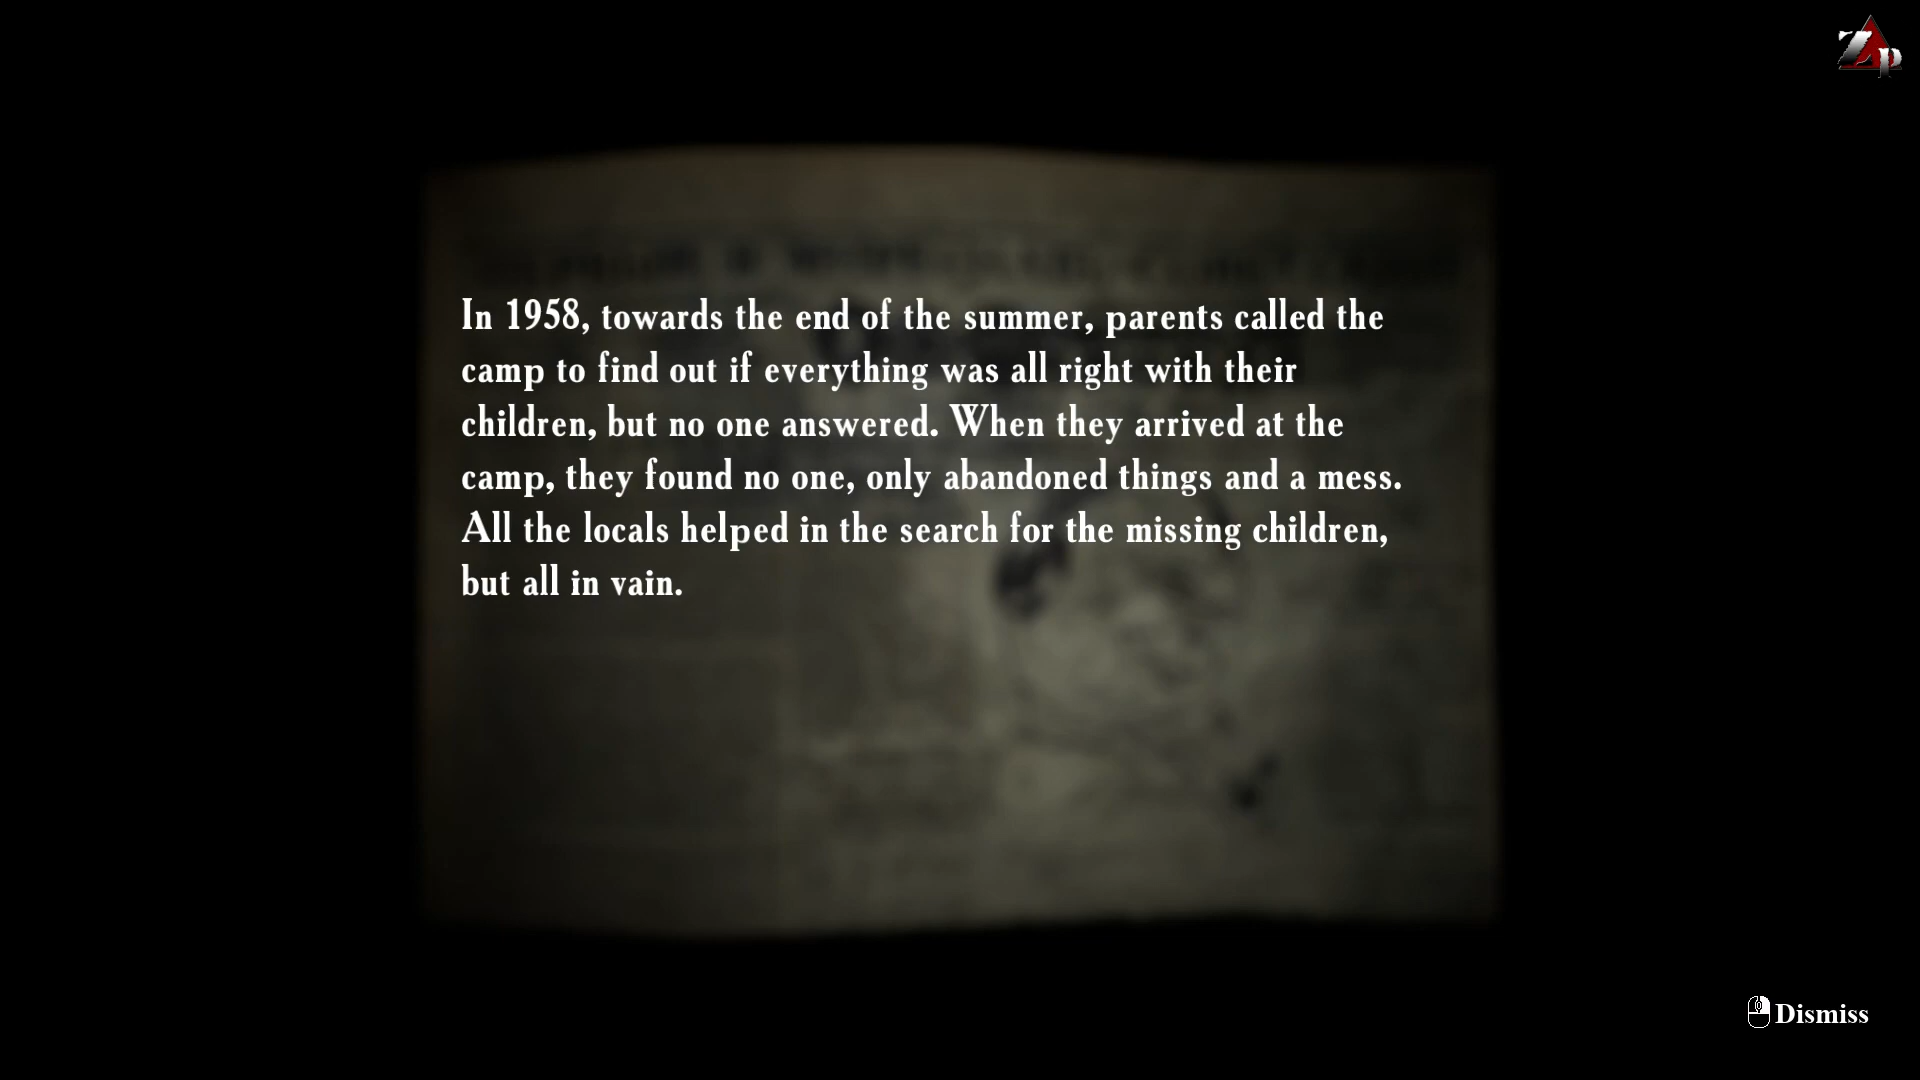 Zp
In 1958, towards the end of the summer, parents called the
camp to find out if everything was all right with their
children, but no one answered. When they arrived at the
camp, they found no one, only abandoned things and a mess.
All the locals helped in the search for the missing children,
but all in vain.
Dismiss